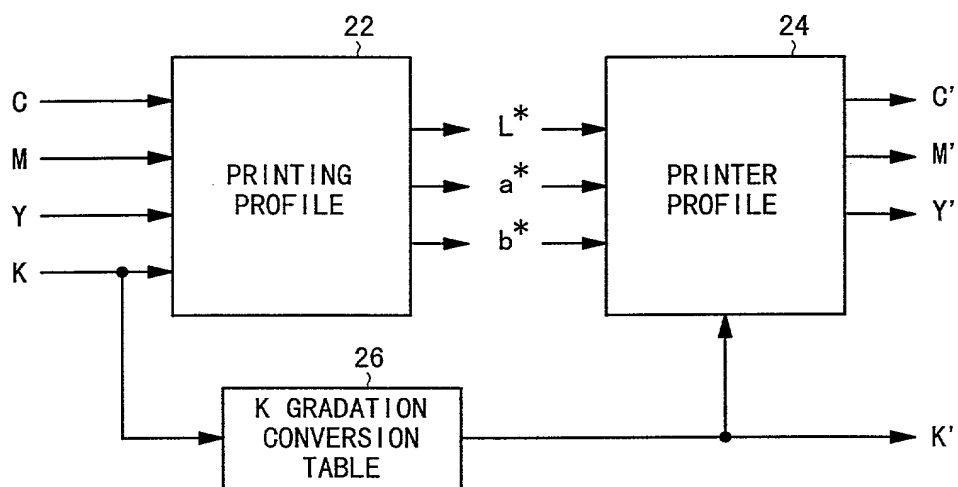 22
24
C
M
Y
K
PRINTING
PROFILE
L*
a*
b*
PRINTER
PROFILE
C'
M'
Y'
26
K GRADATION
CONVERSION
TABLE
K'